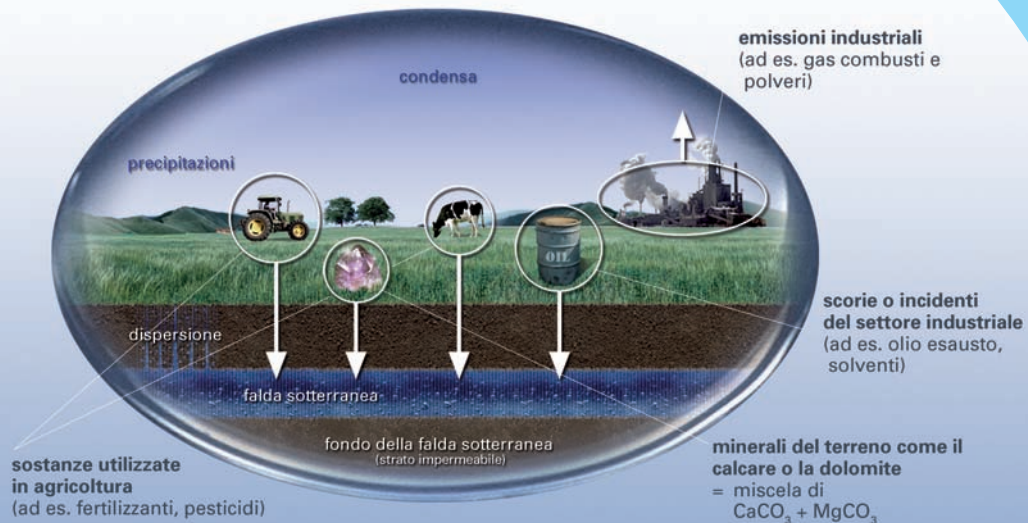 emissioni industriali
(ad es. gas combusti e
polveri)
condensa
precipitazioni
OIL
dispersione
falda sotterranea
fondo della falda sotterranea
(strato impermeabile)
scorie o incidenti
del settore industriale
(ad es. olio esausto,
solventi)
sostanze utilizzate
in agricoltura
(ad es. fertilizzanti, pesticidi)
minerali del terreno come il
calcare o la dolomite
= miscela di
CaCO₃ + MgCO₃